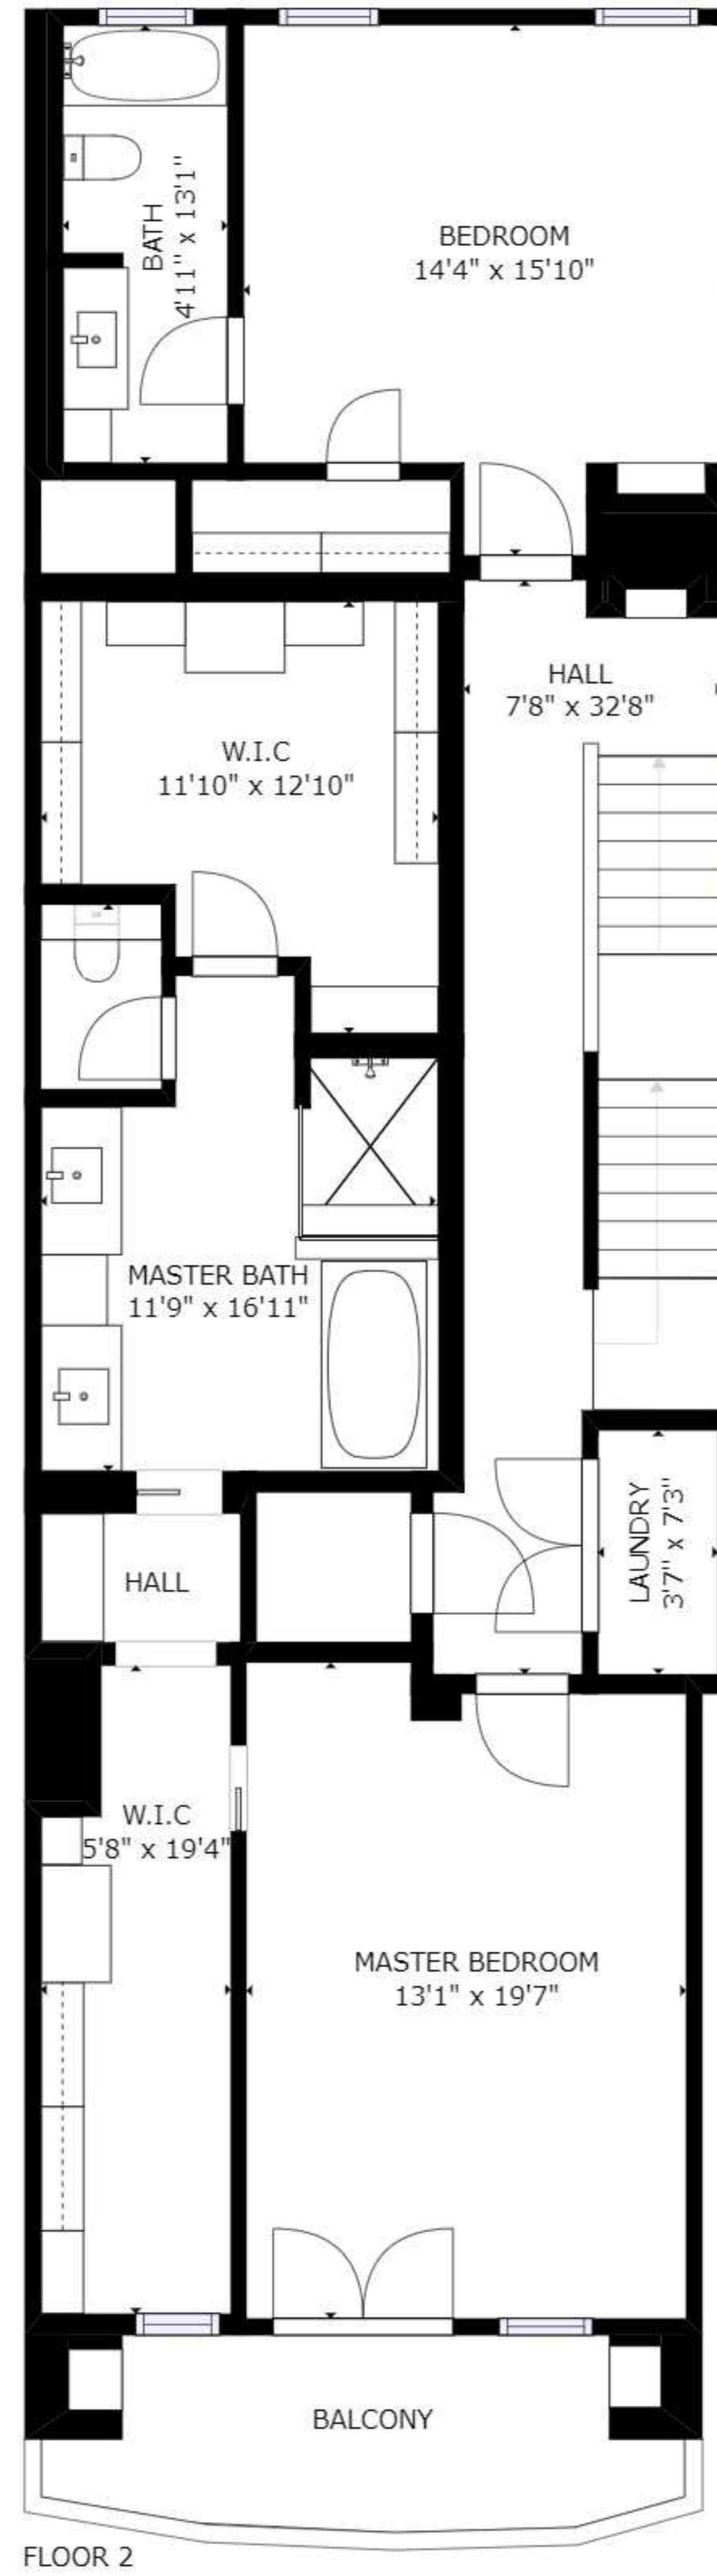 BATH
4'11" x 13'1"
BEDROOM
14'4" x 15'10"
HALL
7'8" x 32'8"
W.I.C
11'10" x 12'10"
MASTER BATH
11'9" x 16'11"
LAUNDRY
3'7" x 7'3"
HALL
W.I.C
5'8" x 19'4"
MASTER BEDROOM
13'1" x 19'7"
BALCONY
FLOOR 2